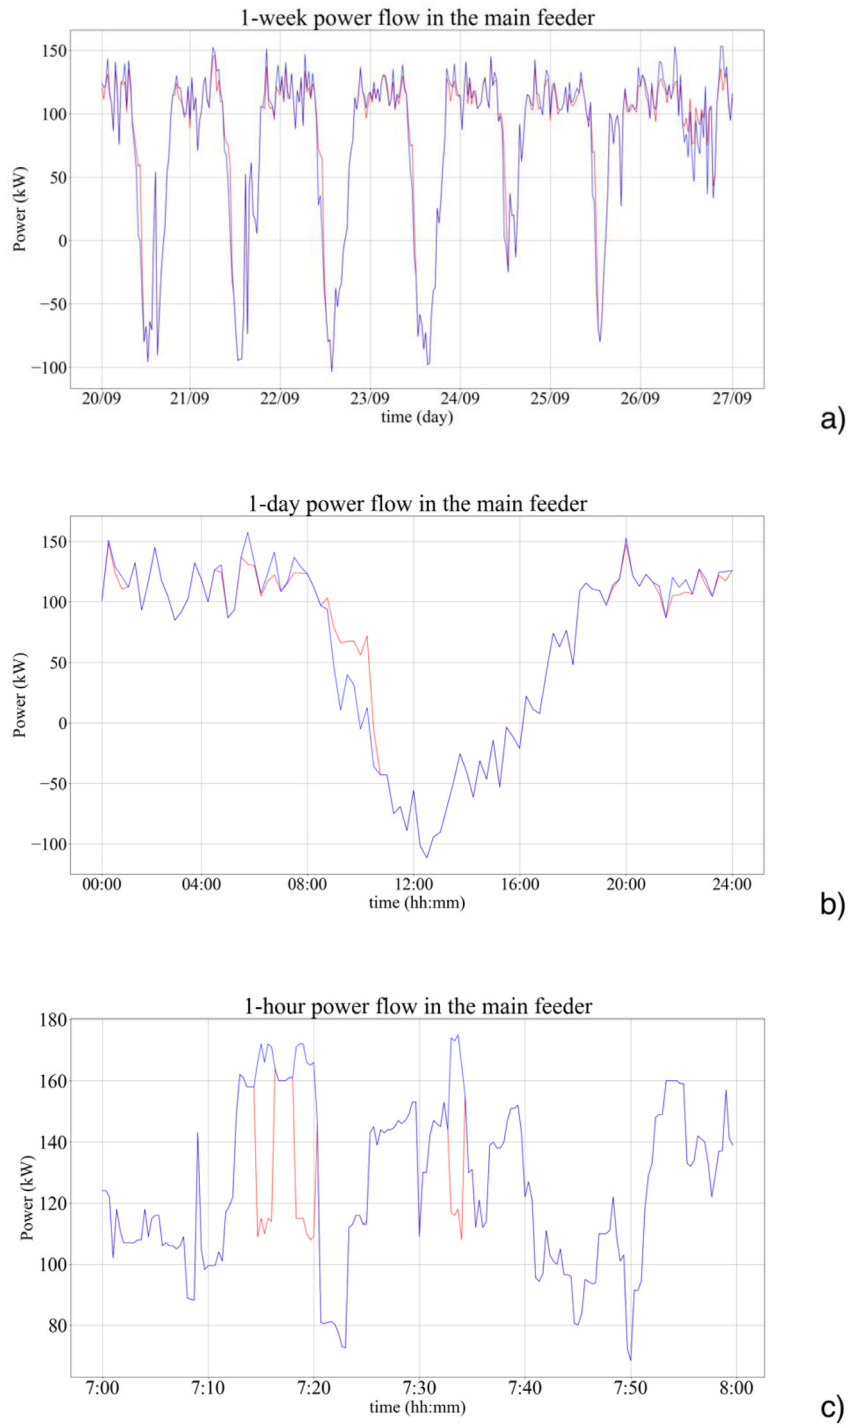 1-week power flow in the main feeder
150
100
50
0
−50
−100
Power (kW)
20/09 21/09 22/09 23/09 24/09 25/09 26/09 27/09
time (day)
a)
1-day power flow in the main feeder
150
100
50
0
−50
−100
Power (kW)
00:00 04:00 08:00 12:00 16:00 20:00 24:00
time (hh:mm)
b)
1-hour power flow in the main feeder
180
160
140
120
100
80
Power (kW)
7:00 7:10 7:20 7:30 7:40 7:50 8:00
time (hh:mm)
c)